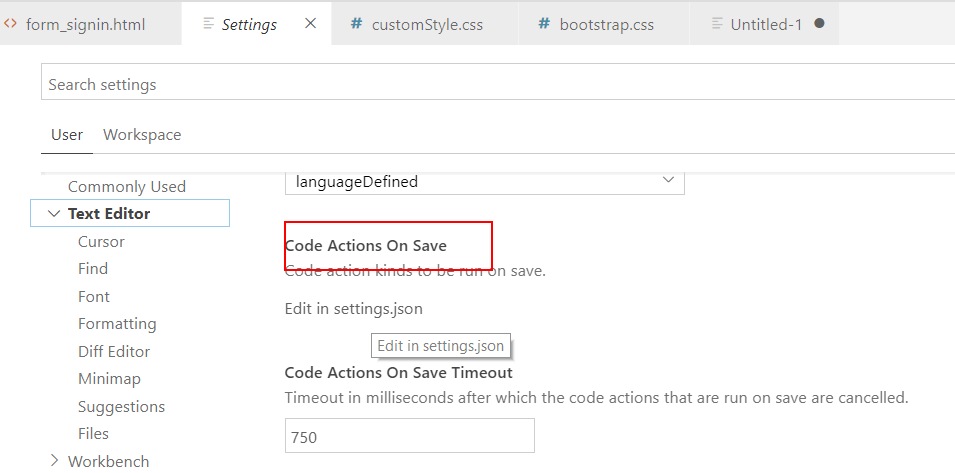 <> form_signin.html Settings × # customStyle.css # bootstrap.css Untitled-1 ●
Search settings
User Workspace
Commonly Used
languageDefined
Text Editor
Cursor
Find
Font
Formatting
Diff Editor
Minimap
Suggestions
Files
Workbench
Code Actions On Save
Code action kinds to be run on save.
Edit in settings.json
Edit in settings.json
Code Actions On Save Timeout
Timeout in milliseconds after which the code actions that are run on save are cancelled.
750